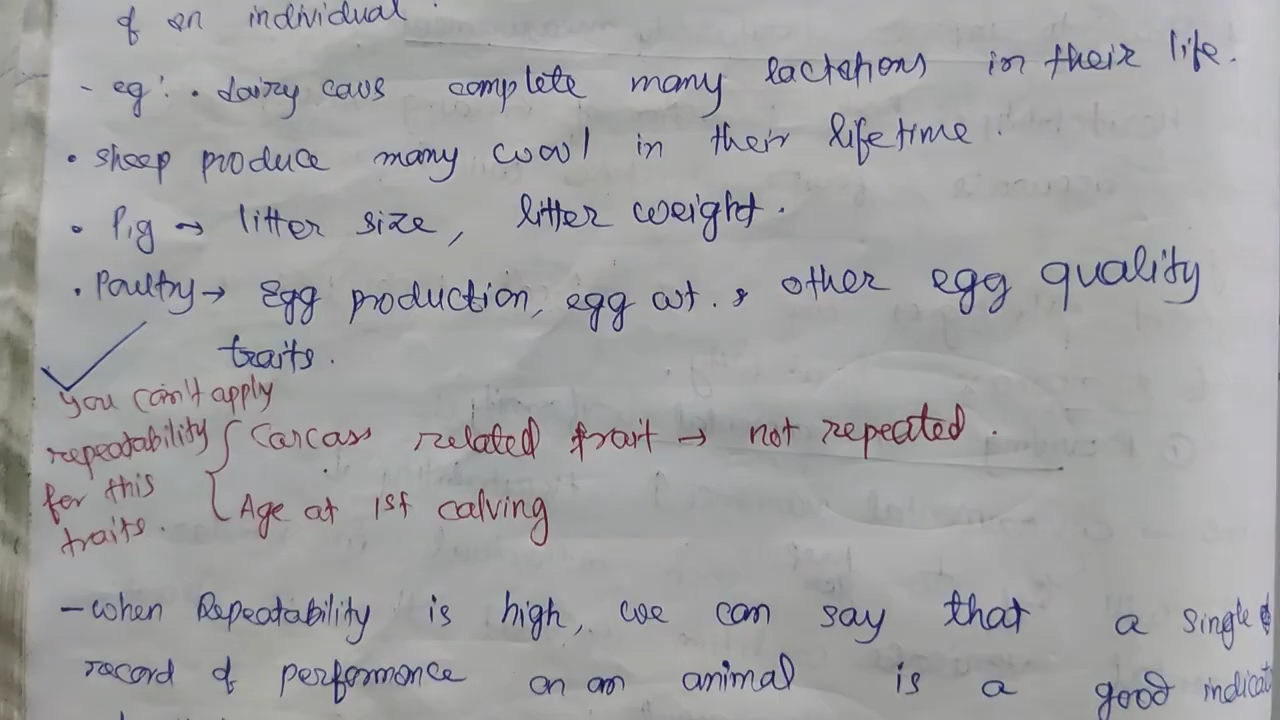 of an individual.
- eg: . dairy caws complete many lactations in their life.
• sheep produce many wool in their lifetime.
• Pig → litter size, litter weight.
• Paultry → Egg production, egg wt. & other egg quality
traits.
you can't apply
repeatability { Carcass related trait → not repeated.
for this
traits. { Age at 1st calving
- when Repeatability is high, we can say that a single
record of performance on an animal is a good indicat